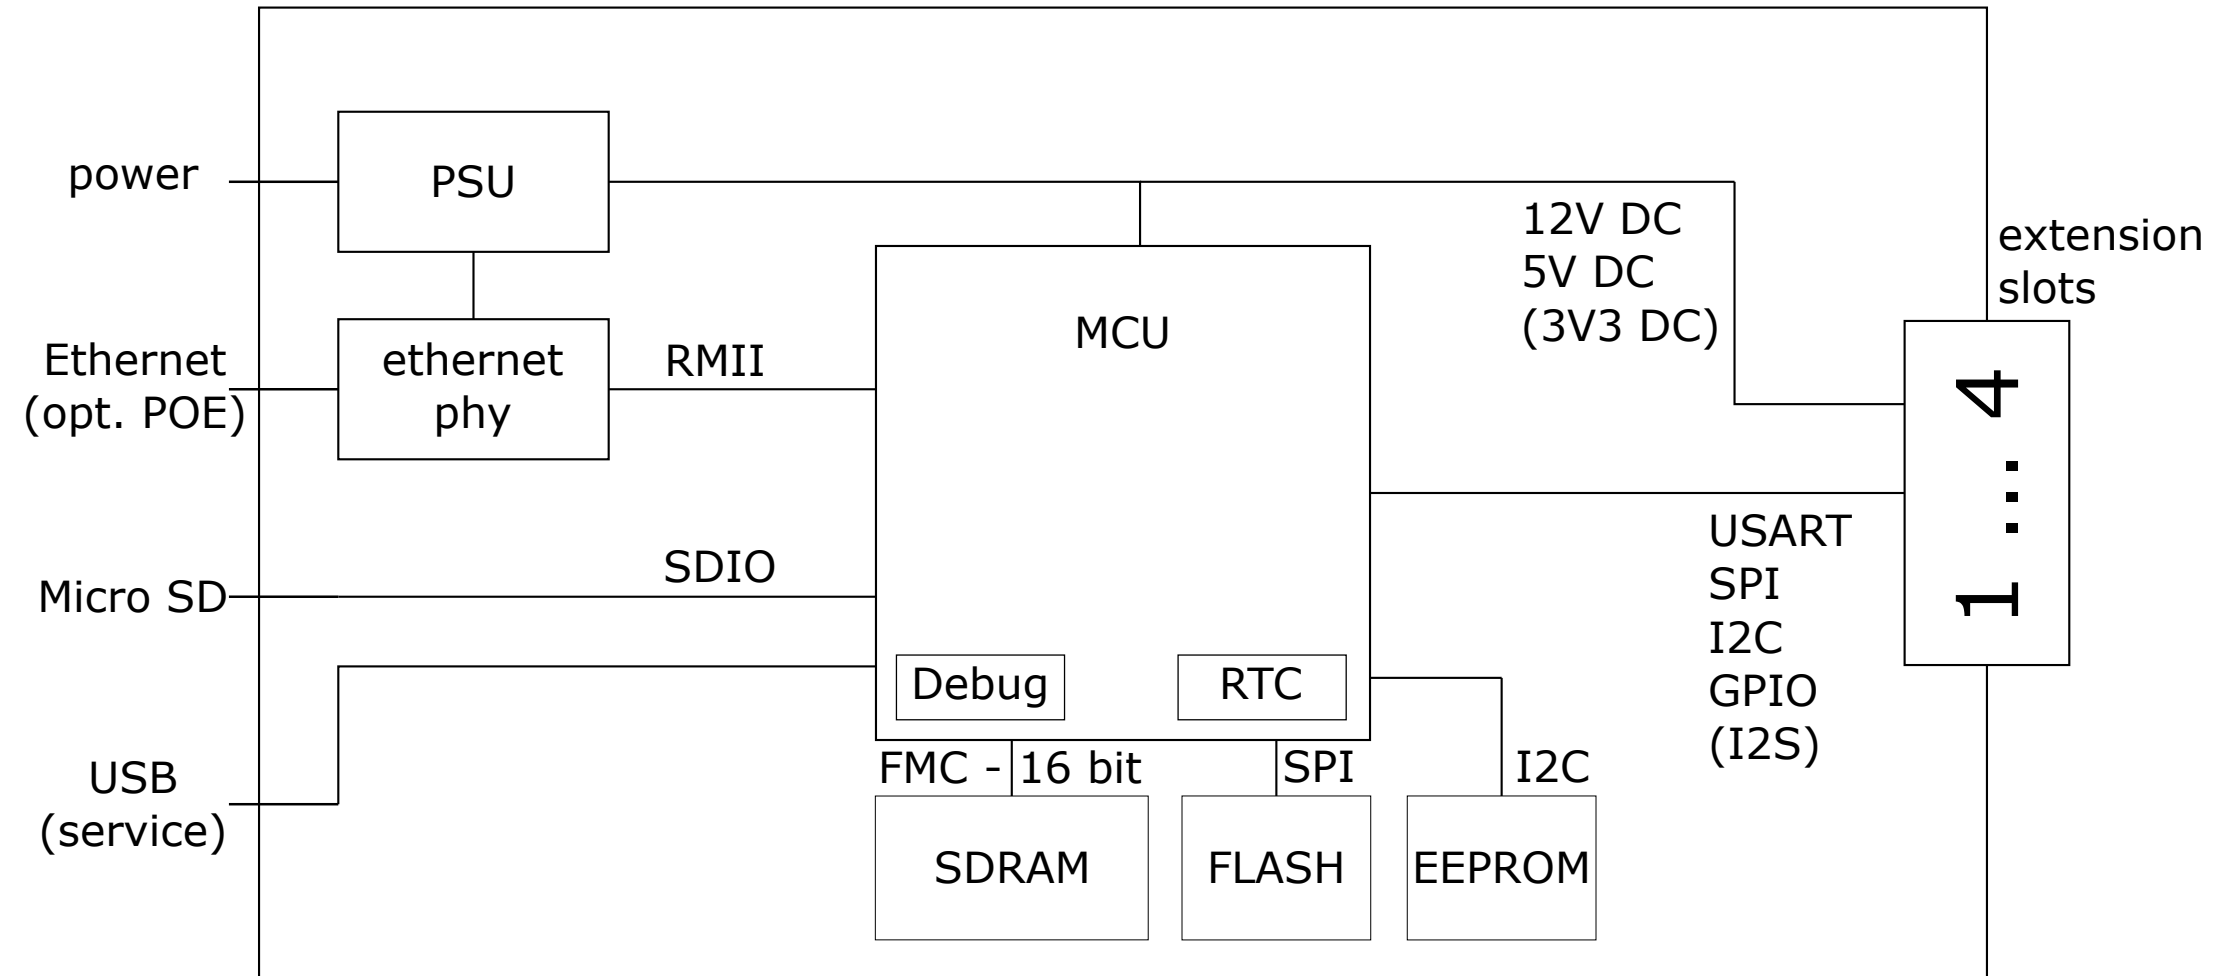 power
PSU
12V DC
5V DC
(3V3 DC)
extension
slots
MCU
Ethernet
(opt. POE)
ethernet
phy
RMII
1 ... 4
Micro SD
SDIO
USART
SPI
I2C
GPIO
(I2S)
Debug
RTC
USB
(service)
FMC - 16 bit
SPI
I2C
SDRAM
FLASH
EEPROM